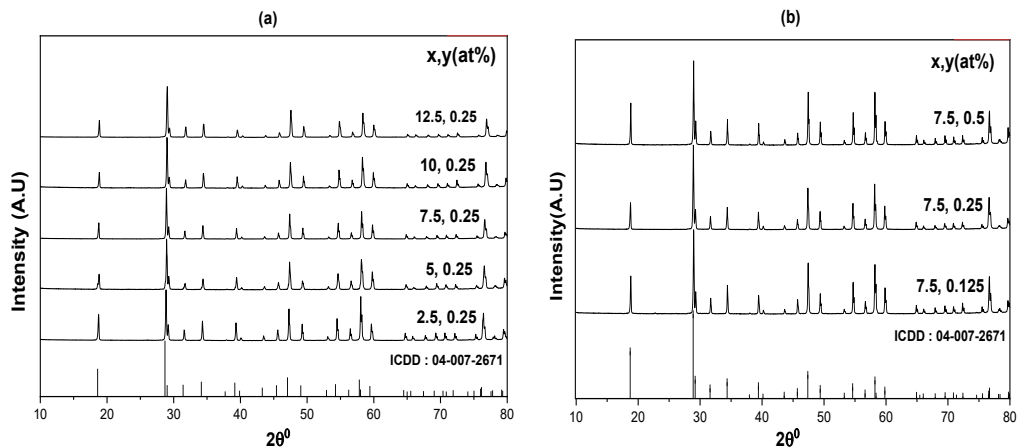 (a)
x,y(at%)
12.5, 0.25
10, 0.25
7.5, 0.25
5, 0.25
2.5, 0.25
ICDD : 04-007-2671
Intensity (A.U)
10 20 30 40 50 60 70 80
2θ⁰
(b)
x,y(at%)
7.5, 0.5
7.5, 0.25
7.5, 0.125
ICDD : 04-007-2671
Intensity(A.U)
10 20 30 40 50 60 70 80
2θ⁰